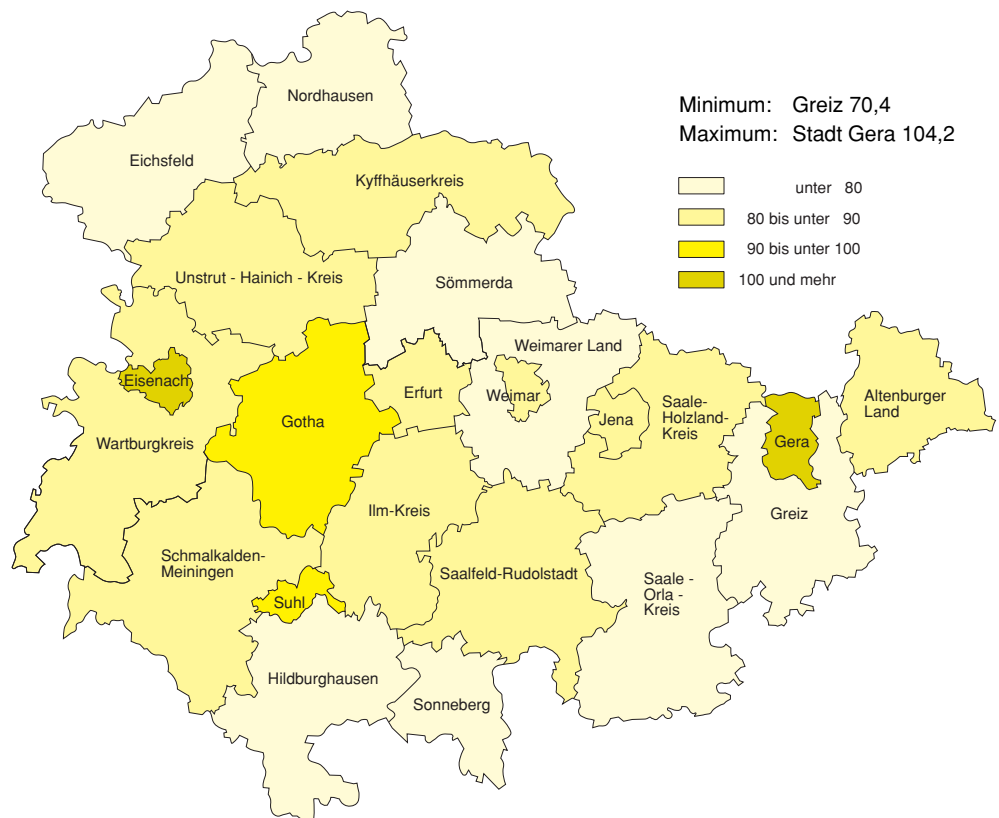 Nordhausen
Eichsfeld
Minimum: Greiz 70,4
Maximum: Stadt Gera 104,2
unter 80
80 bis unter 90
90 bis unter 100
100 und mehr
Kyffhäuserkreis
Unstrut - Hainich - Kreis
Sömmerda
Weimarer Land
Eisenach
Erfurt
Weimar
Gotha
Jena
Saale-
Holzland-
Kreis
Altenburger
Land
Wartburgkreis
Gera
Ilm-Kreis
Greiz
Schmalkalden-
Meiningen
Saalfeld-Rudolstadt
Saale -
Orla -
Kreis
Suhl
Hildburghausen
Sonneberg